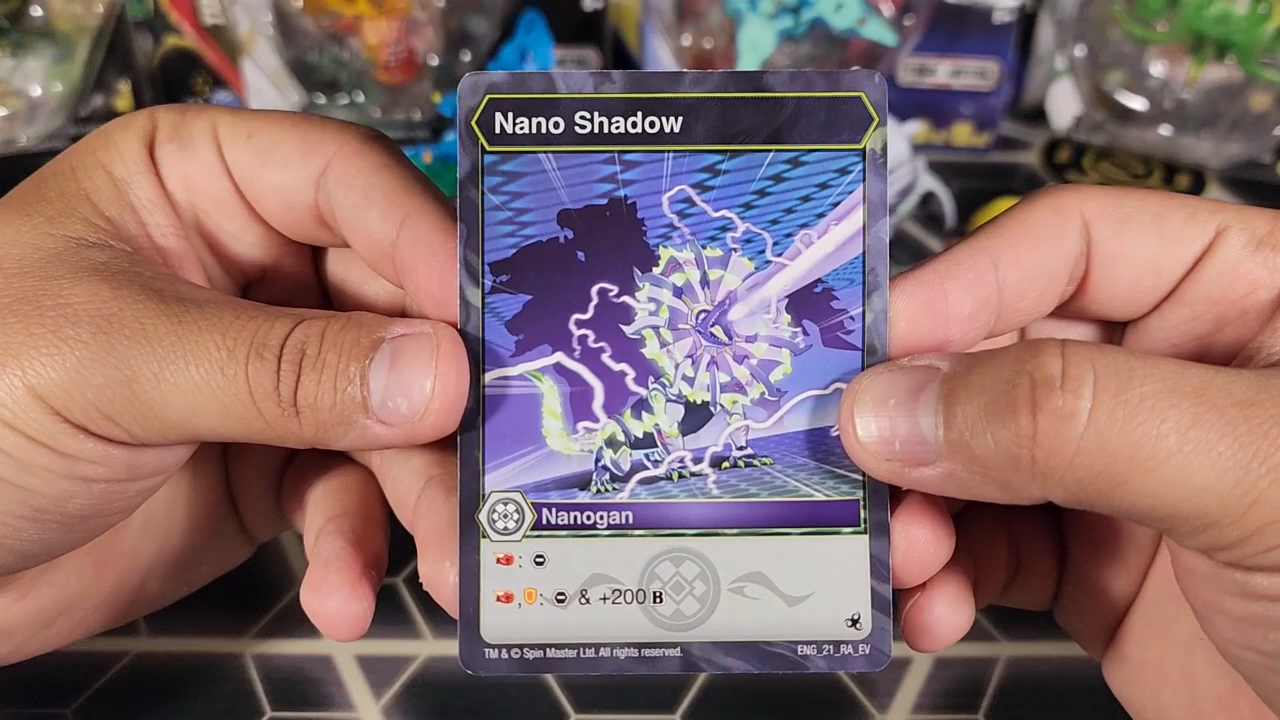 Nano Shadow
Nanogan
:
, : & +200 B
TM & © Spin Master Ltd. All rights reserved.
ENG_21_RA_EV